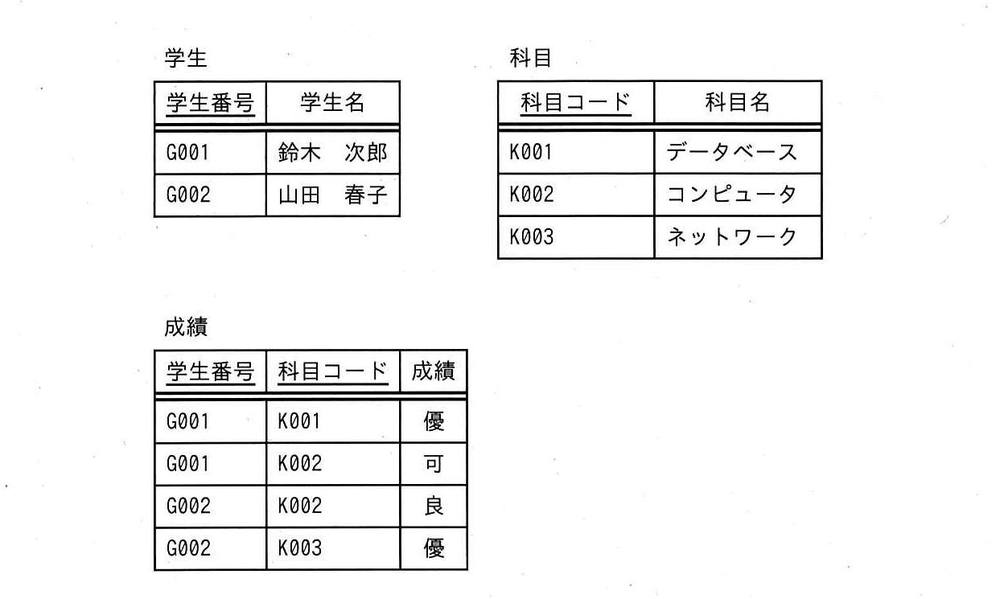 学生
学生番号 学生名
G001 鈴木 次郎
G002 山田 春子
科目
科目コード 科目名
K001 データベース
K002 コンピュータ
K003 ネットワーク
成績
学生番号 科目コード 成績
G001 K001 優
G001 K002 可
G002 K002 良
G002 K003 優